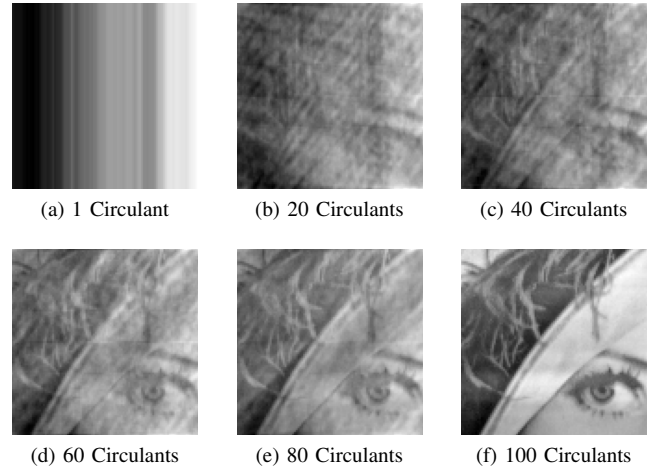 (a) 1 Circulant
(b) 20 Circulants
(c) 40 Circulants
(d) 60 Circulants
(e) 80 Circulants
(f) 100 Circulants